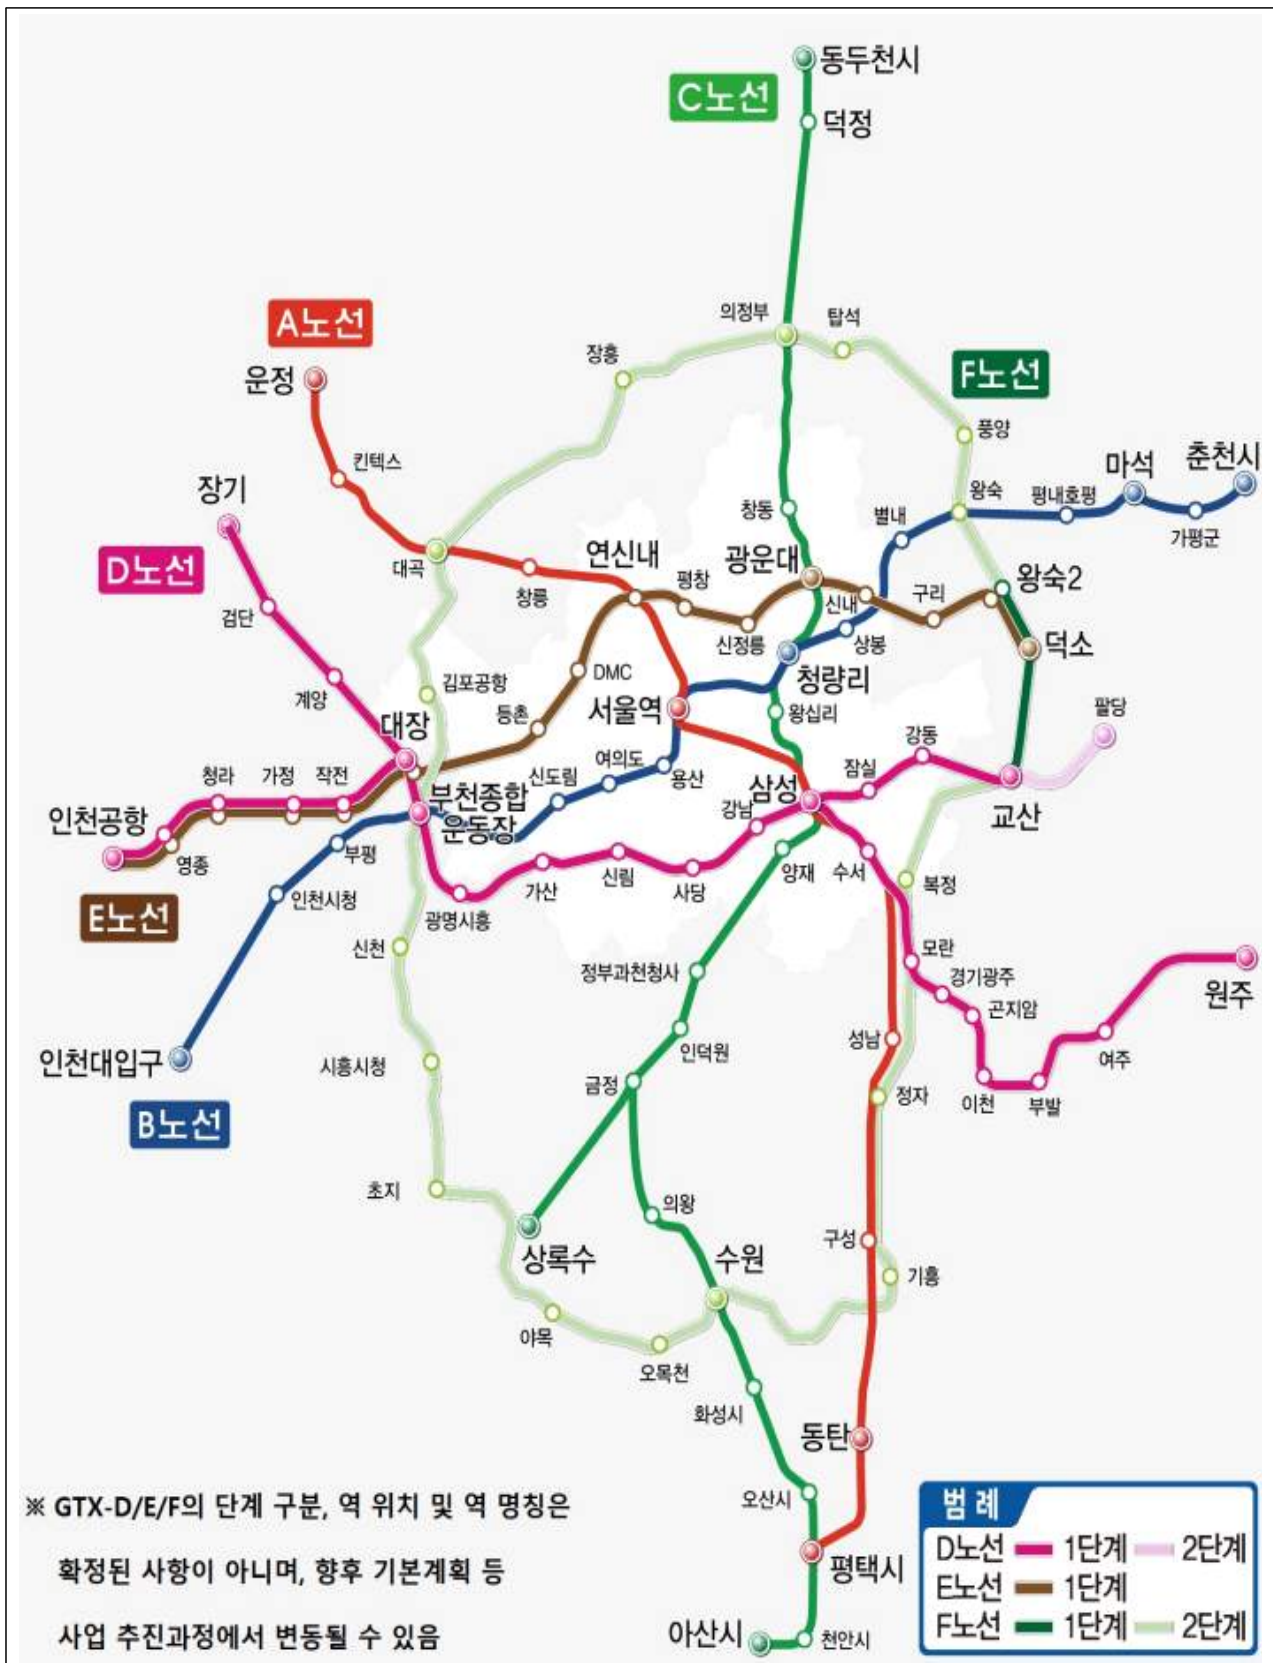 동두천시
C노선
덕정
의정부
탑석
A노선
장흥
F노선
운정
풍양
킨텍스
마석
춘천시
장기
창동
별내
왕숙
평내호평
가평군
D노선
대곡
연신내
광운대
창릉
평창
신내
구리
왕숙2
검단
신정릉
상봉
덕소
DMC
청량리
김포공항
계양
등촌
서울역
왕십리
팔당
대장
강동
청라
가정
작전
신도림
여의도
용산
삼성
잠실
인천공항
부천종합
운동장
강남
교산
영종
부평
가산
신림
사당
양재
수서
복정
E노선
인천시청
광명시흥
신천
정부과천청사
모란
경기광주
곤지암
원주
인천대입구
시흥시청
인덕원
성남
여주
금정
정자
이천
부발
B노선
초지
의왕
상록수
수원
구성
기흥
야목
오목천
화성시
동탄
오산시
평택시
아산시
천안시
※ GTX-D/E/F의 단계 구분, 역 위치 및 역 명칭은
확정된 사항이 아니며, 향후 기본계획 등
사업 추진과정에서 변동될 수 있음
범 례
D노선 1단계 2단계
E노선 1단계
F노선 1단계 2단계